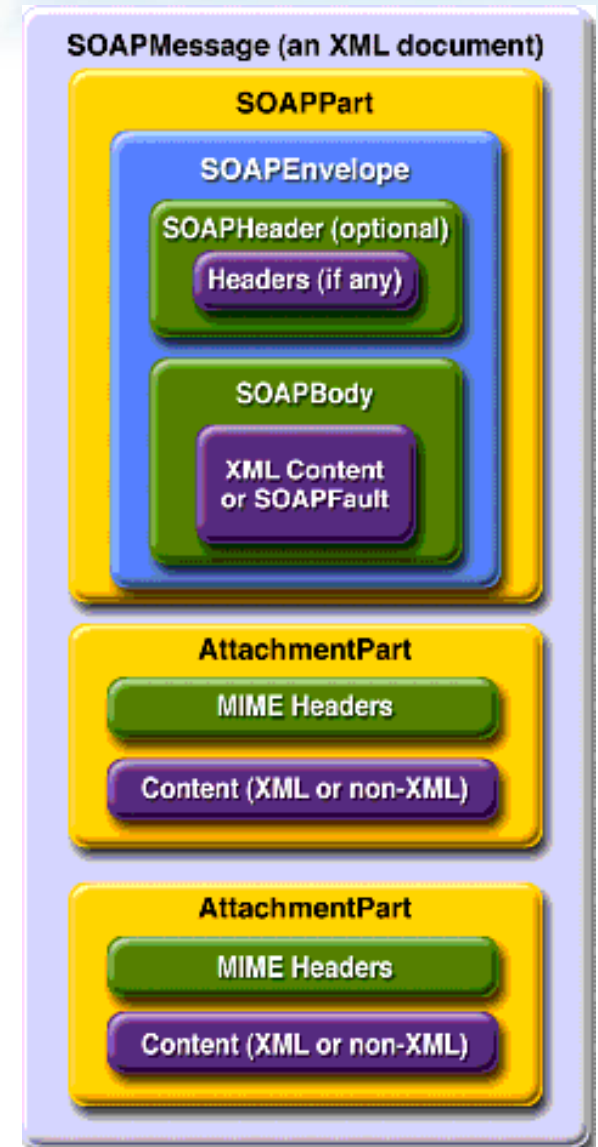 SOAPMessage (an XML document)
SOAPPart
SOAPEnvelope
SOAPHeader (optional)
Headers (if any)
SOAPBody
XML Content
or SOAPFault
AttachmentPart
MIME Headers
Content (XML or non-XML)
AttachmentPart
MIME Headers
Content (XML or non-XML)